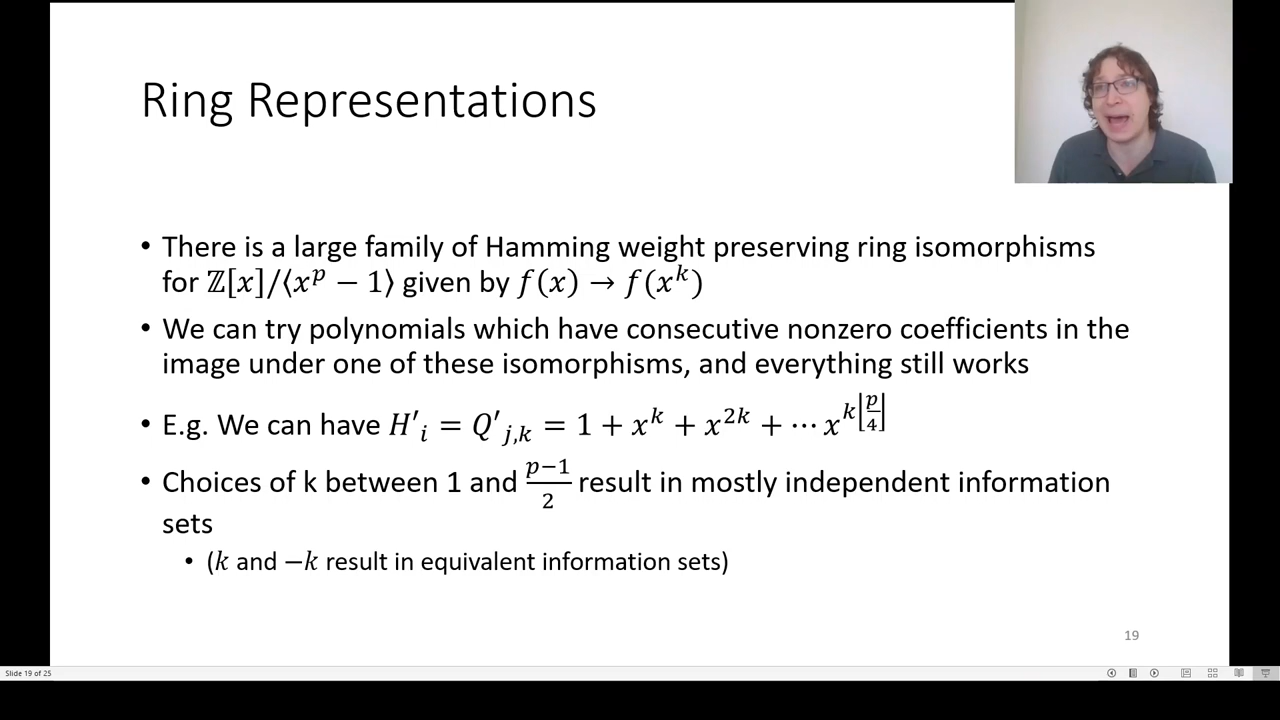 Ring Representations
• There is a large family of Hamming weight preserving ring isomorphisms
for ℤ[x]/⟨x^p − 1⟩ given by f(x) → f(x^k)
• We can try polynomials which have consecutive nonzero coefficients in the
image under one of these isomorphisms, and everything still works
• E.g. We can have H'_i = Q'_{j,k} = 1 + x^k + x^{2k} + ⋯ x^{k⌊p/4⌋}
• Choices of k between 1 and (p−1)/2 result in mostly independent information
sets
• (k and −k result in equivalent information sets)
19
Slide 19 of 25